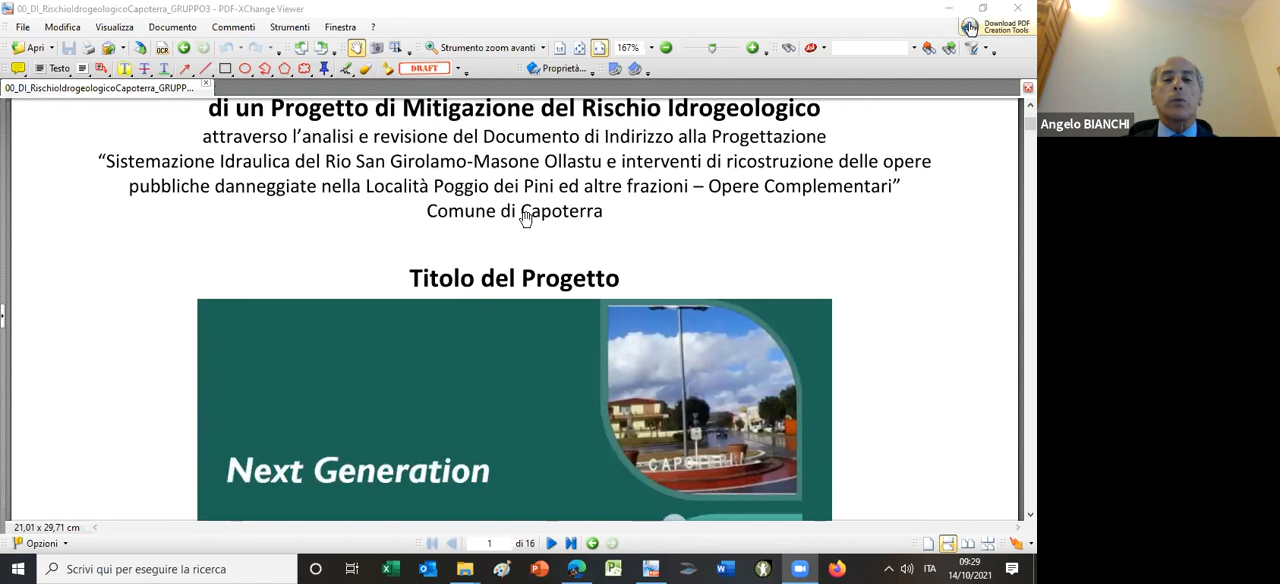 00_DI_RischioIdrogeologicoCapoterra_GRUPPO3 - PDF-XChange Viewer
File Modifica Visualizza Documento Commenti Strumenti Finestra ?
Download PDF
Creation Tools
Apri OCR Strumento zoom avanti 167%
Testo DRAFT Proprietà...
00_DI_RischioIdrogeologicoCapoterra_GRUPP...
di un Progetto di Mitigazione del Rischio Idrogeologico
attraverso l’analisi e revisione del Documento di Indirizzo alla Progettazione
“Sistemazione Idraulica del Rio San Girolamo-Masone Ollastu e interventi di ricostruzione delle opere
pubbliche danneggiate nella Località Poggio dei Pini ed altre frazioni – Opere Complementari”
Comune di Capoterra
Titolo del Progetto
Next Generation
21,01 x 29,71 cm
Opzioni 1 di 16
Scrivi qui per eseguire la ricerca
ITA
09:29
14/10/2021
Angelo BIANCHI